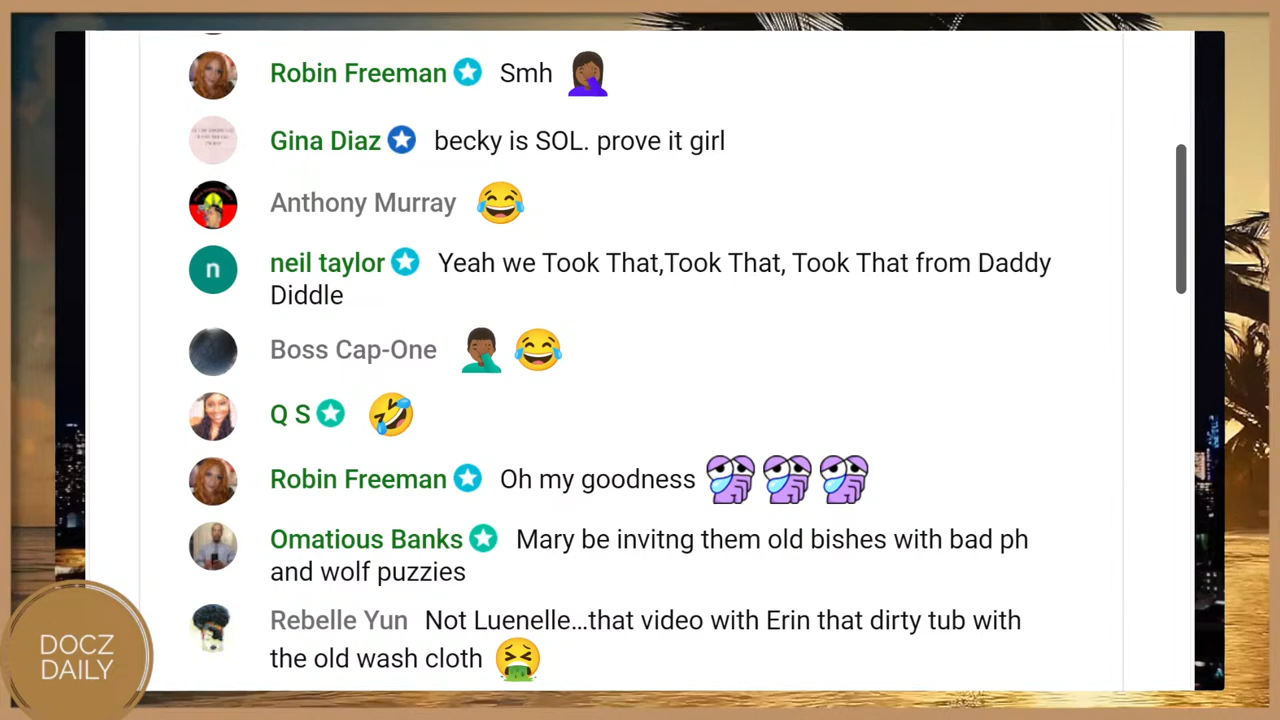 Robin Freeman Smh
Gina Diaz becky is SOL. prove it girl
Anthony Murray 😂
n
neil taylor Yeah we Took That,Took That, Took That from Daddy
Diddle
Boss Cap-One 😂
Q S 🤣
Robin Freeman Oh my goodness
Omatious Banks Mary be invitng them old bishes with bad ph
and wolf puzzies
Rebelle Yun Not Luenelle...that video with Erin that dirty tub with
the old wash cloth 🤮
DOCZ
DAILY